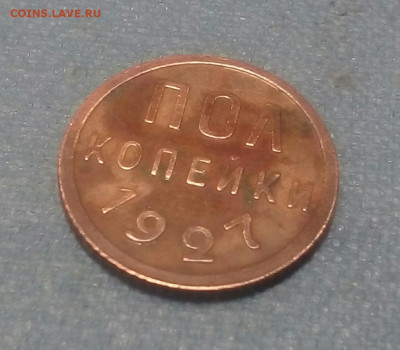 COINS.LAVE.RU
ПОЛ
КОПЕЙКИ
1927